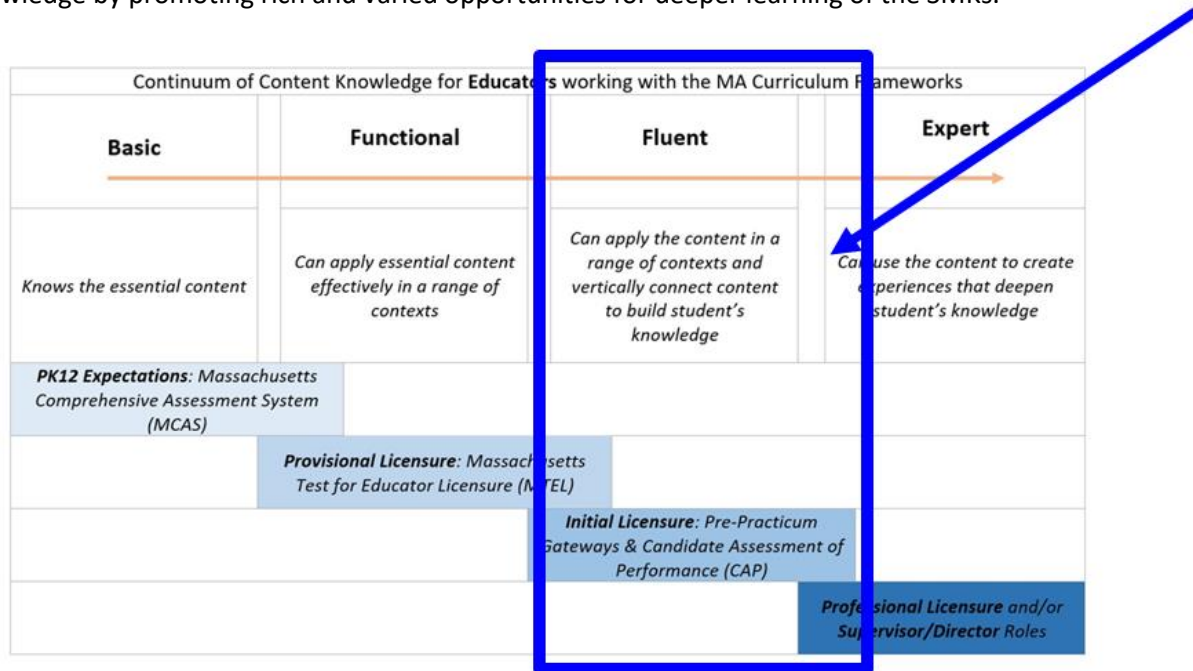 wledge by promoting rich and varied opportunities for deeper learning of the SMKs.
Continuum of Content Knowledge for Educators working with the MA Curriculum Frameworks
Basic
Functional
Fluent
Expert
Knows the essential content
Can apply essential content
effectively in a range of
contexts
Can apply the content in a
range of contexts and
vertically connect content
to build student's
knowledge
Can use the content to create
experiences that deepen
student's knowledge
PK12 Expectations: Massachusetts
Comprehensive Assessment System
(MCAS)
Provisional Licensure: Massachusetts
Test for Educator Licensure (MTEL)
Initial Licensure: Pre-Practicum
Gateways & Candidate Assessment of
Performance (CAP)
Professional Licensure and/or
Supervisor/Director Roles